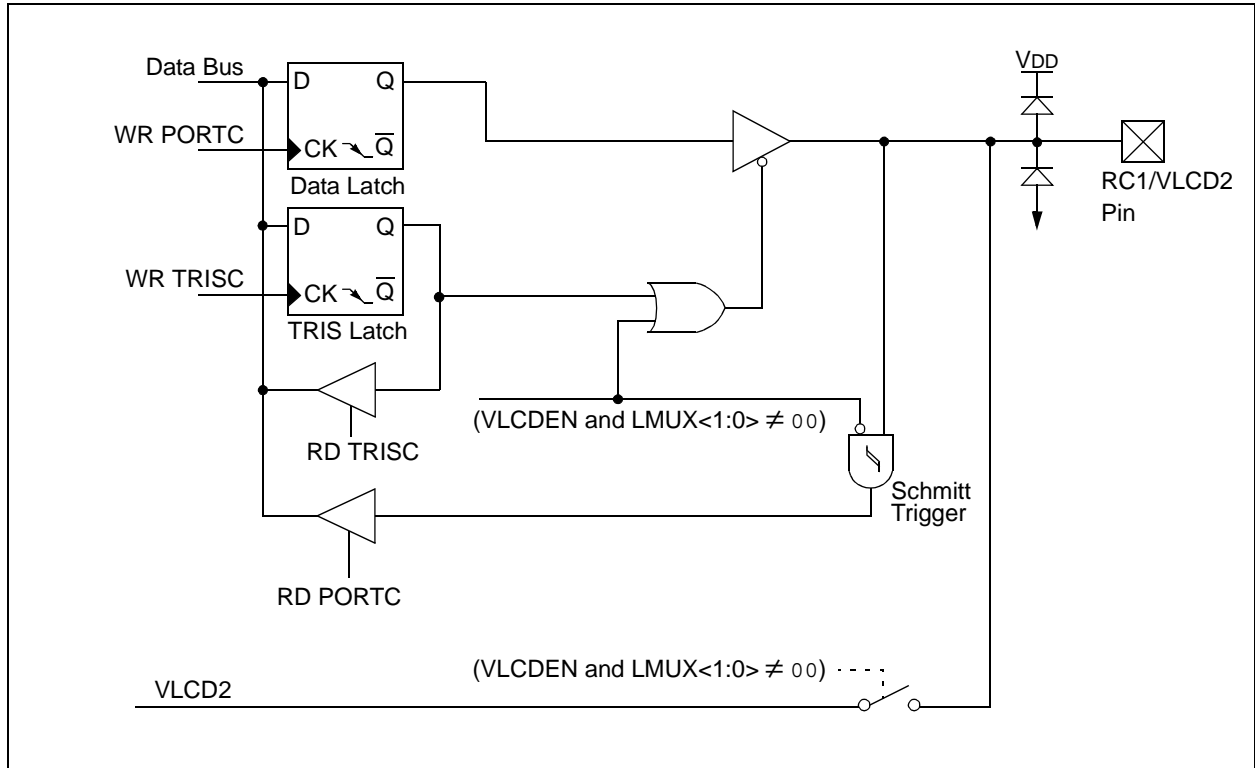 Data Bus
D Q
WR PORTC
CK Q̅
Data Latch
VDD
RC1/VLCD2
Pin
D Q
WR TRISC
CK Q̅
TRIS Latch
(VLCDEN and LMUX<1:0> ≠ 00)
RD TRISC
Schmitt
Trigger
RD PORTC
(VLCDEN and LMUX<1:0> ≠ 00)
VLCD2